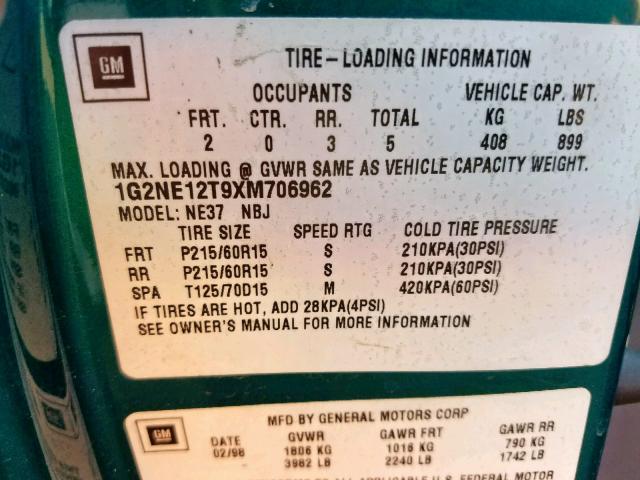 GM
TIRE-LOADING INFORMATION
OCCUPANTS VEHICLE CAP. WT.
FRT. CTR. RR. TOTAL KG LBS
2 0 3 5 408 899
MAX. LOADING @ GVWR SAME AS VEHICLE CAPACITY WEIGHT.
1G2NE12T9XM706962
MODEL: NE37 NBJ
TIRE SIZE SPEED RTG COLD TIRE PRESSURE
FRT P215/60R15 S 210KPA(30PSI)
RR P215/60R15 S 210KPA(30PSI)
SPA T125/70D15 M 420KPA(60PSI)
IF TIRES ARE HOT, ADD 28KPA(4PSI)
SEE OWNER'S MANUAL FOR MORE INFORMATION
GM
MFD BY GENERAL MOTORS CORP
DATE GVWR GAWR FRT GAWR RR
02/98 1806 KG 1016 KG 790 KG
3982 LB 2240 LB 1742 LB
ALL APPLICABLE U.S. FEDERAL MOTOR